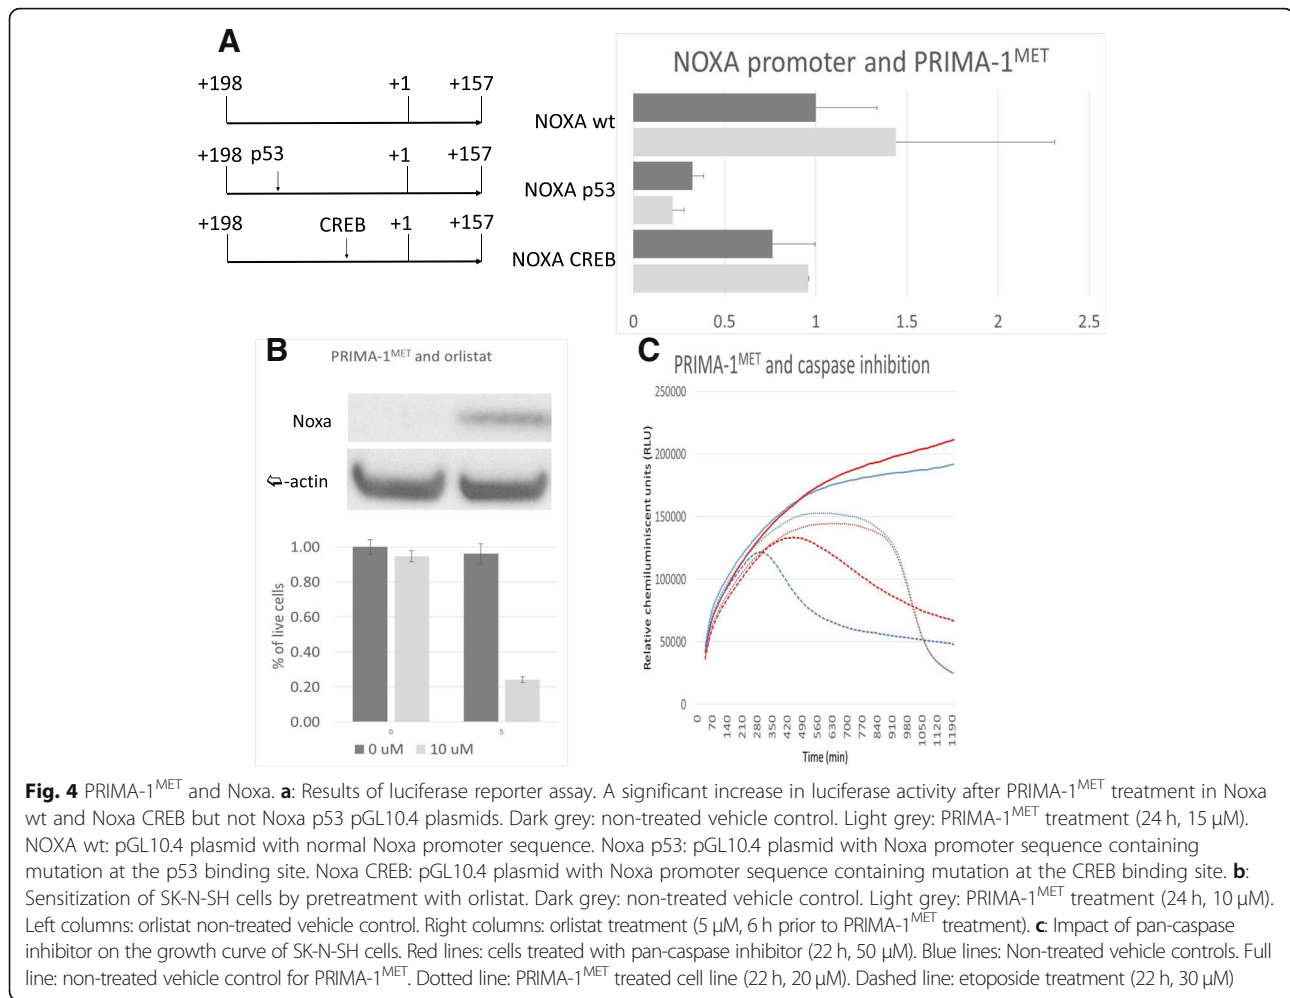 A
+198 +1 +157
+198 p53 +1 +157
+198 CREB +1 +157
NOXA promoter and PRIMA-1MET
NOXA wt
NOXA p53
NOXA CREB
0 0.5 1 1.5 2 2.5
B
PRIMA-1MET and orlistat
Noxa
⇦-actin
% of live cells
1.00
0.80
0.60
0.40
0.20
0.00
0 5
0 uM 10 uM
C
PRIMA-1MET and caspase inhibition
Relative chemiluminiscent units (RLU)
250000
200000
150000
100000
50000
0
0 70 140 210 280 350 420 490 560 630 700 770 840 910 980 1050 1120 1190
Time (min)
Fig. 4 PRIMA-1MET and Noxa. a: Results of luciferase reporter assay. A significant increase in luciferase activity after PRIMA-1MET treatment in Noxa
wt and Noxa CREB but not Noxa p53 pGL10.4 plasmids. Dark grey: non-treated vehicle control. Light grey: PRIMA-1MET treatment (24 h, 15 μM).
NOXA wt: pGL10.4 plasmid with normal Noxa promoter sequence. Noxa p53: pGL10.4 plasmid with Noxa promoter sequence containing
mutation at the p53 binding site. Noxa CREB: pGL10.4 plasmid with Noxa promoter sequence containing mutation at the CREB binding site. b:
Sensitization of SK-N-SH cells by pretreatment with orlistat. Dark grey: non-treated vehicle control. Light grey: PRIMA-1MET treatment (24 h, 10 μM).
Left columns: orlistat non-treated vehicle control. Right columns: orlistat treatment (5 μM, 6 h prior to PRIMA-1MET treatment). c: Impact of pan-caspase
inhibitor on the growth curve of SK-N-SH cells. Red lines: cells treated with pan-caspase inhibitor (22 h, 50 μM). Blue lines: Non-treated vehicle controls. Full
line: non-treated vehicle control for PRIMA-1MET. Dotted line: PRIMA-1MET treated cell line (22 h, 20 μM). Dashed line: etoposide treatment (22 h, 30 μM)